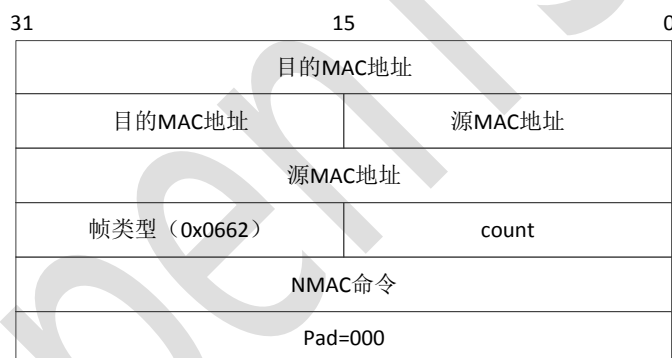 31 15 0
目的MAC地址
目的MAC地址 源MAC地址
源MAC地址
帧类型（0x0662） count
NMAC命令
Pad=000